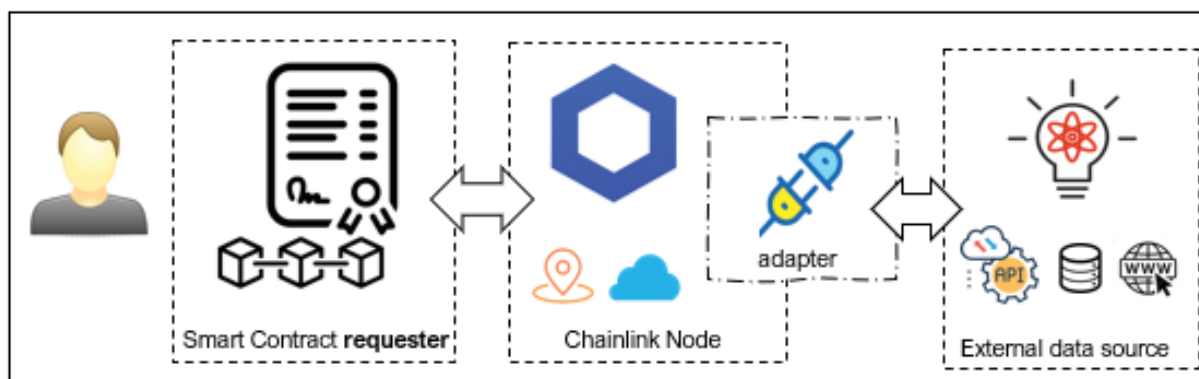 Smart Contract requester
Chainlink Node
adapter
API
WWW
External data source